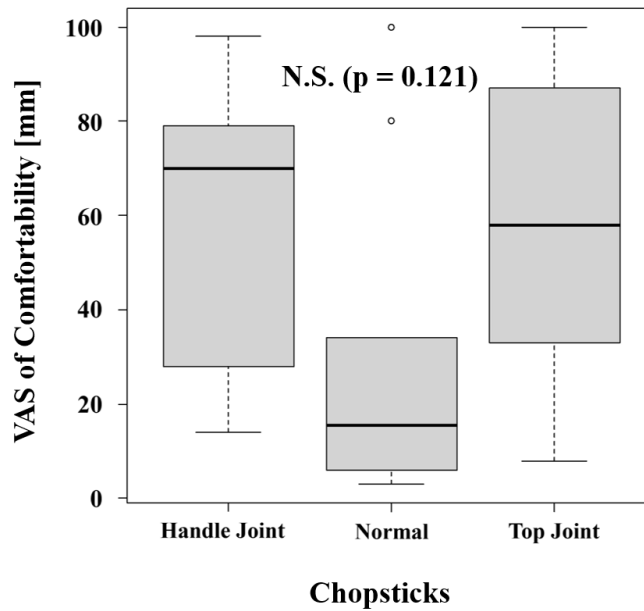 VAS of Comfortability [mm]
100
80
60
40
20
0
N.S. (p = 0.121)
Handle Joint
Normal
Top Joint
Chopsticks